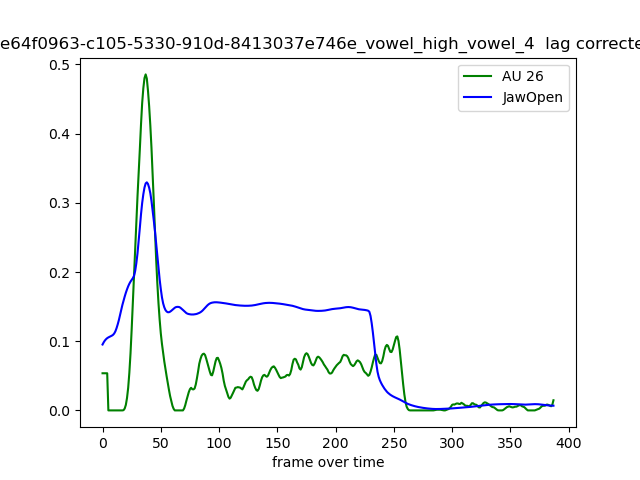 e64f0963-c105-5330-910d-8413037e746e_vowel_high_vowel_4 lag correcte
AU 26
JawOpen
0.5
0.4
0.3
0.2
0.1
0.0
0 50 100 150 200 250 300 350 400
frame over time